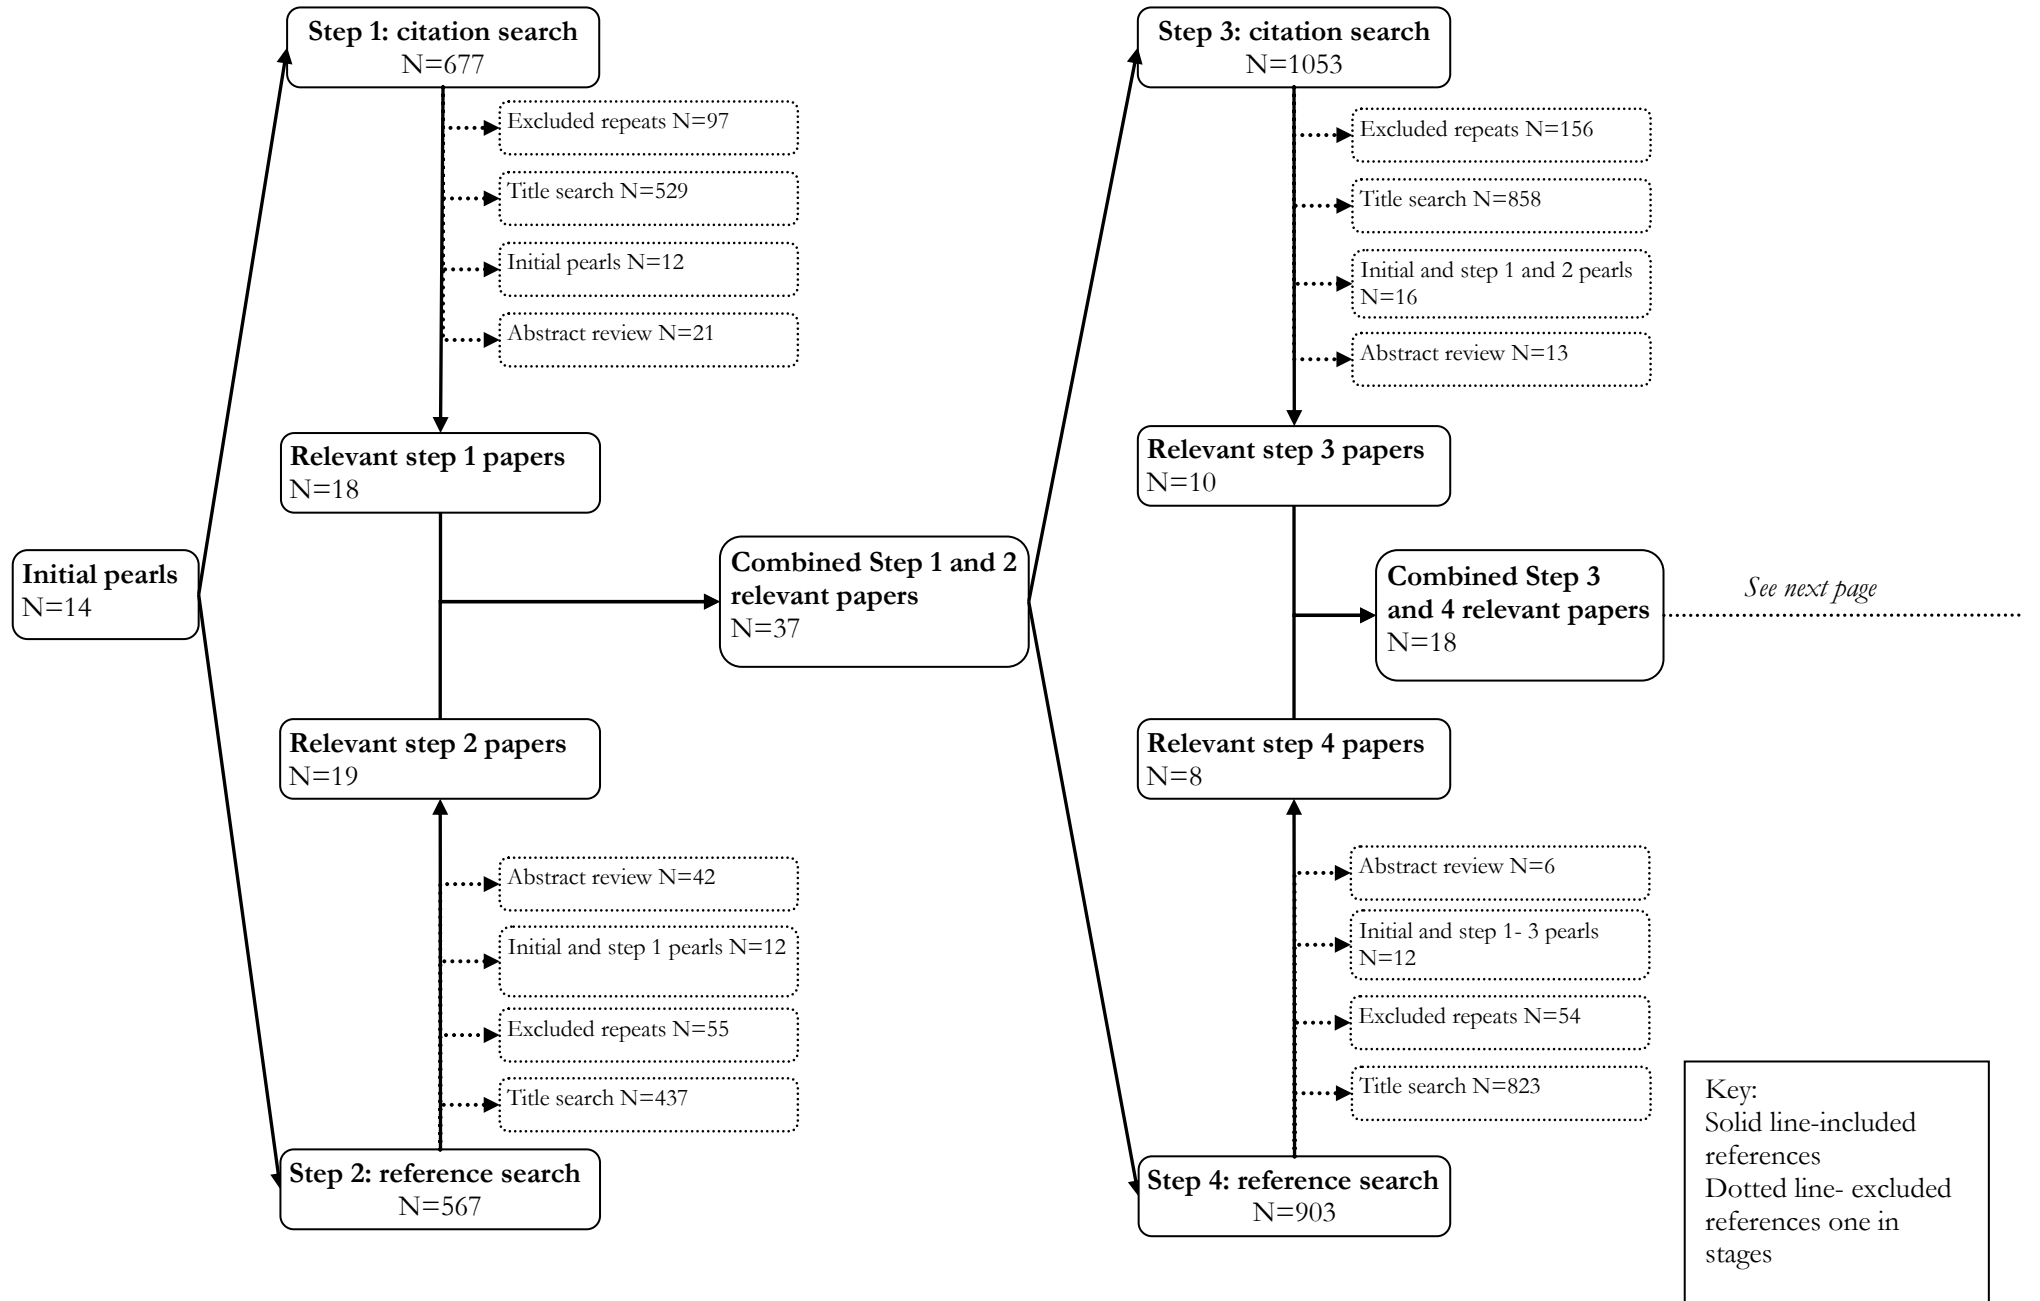 Initial pearls
N=14
Step 1: citation search
N=677
Excluded repeats N=97
Title search N=529
Initial pearls N=12
Abstract review N=21
Relevant step 1 papers
N=18
Relevant step 2 papers
N=19
Abstract review N=42
Initial and step 1 pearls N=12
Excluded repeats N=55
Title search N=437
Step 2: reference search
N=567
Combined Step 1 and 2
relevant papers
N=37
Step 3: citation search
N=1053
Excluded repeats N=156
Title search N=858
Initial and step 1 and 2 pearls
N=16
Abstract review N=13
Relevant step 3 papers
N=10
Combined Step 3
and 4 relevant papers
N=18
See next page
Relevant step 4 papers
N=8
Abstract review N=6
Initial and step 1- 3 pearls
N=12
Excluded repeats N=54
Title search N=823
Step 4: reference search
N=903
Key:
Solid line-included
references
Dotted line- excluded
references one in
stages